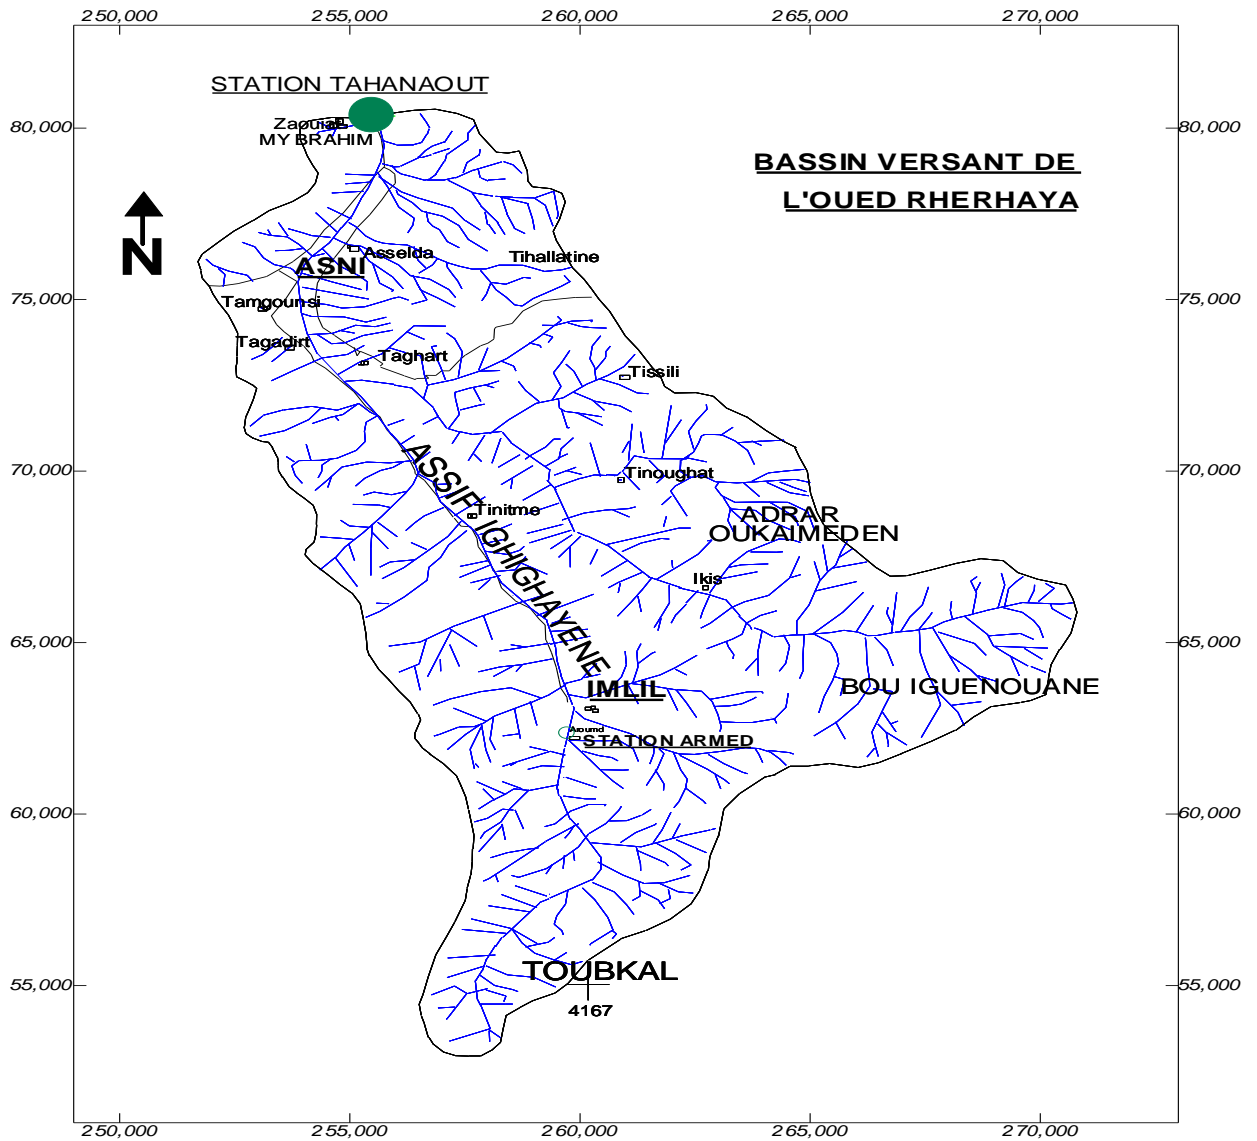 250,000 255,000 260,000 265,000 270,000
STATION TAHANAOUT
80,000
80,000
Zaouia
MY BRAHIM
BASSIN VERSANT DE
L'OUED RHERHAYA
N
Asselda
Tihallatine
ASNI
75,000
75,000
Tamgounsi
Tagadirt
Taghart
Tissili
70,000
70,000
ASSIF IGHIGHAYENE
Tinoughat
Tinitme
ADRAR
OUKAIMEDEN
Ikis
65,000
65,000
IMLIL
BOU IGUENOUANE
Aroumd
STATION ARMED
60,000
60,000
TOUBKAL
55,000
55,000
4167
250,000 255,000 260,000 265,000 270,000